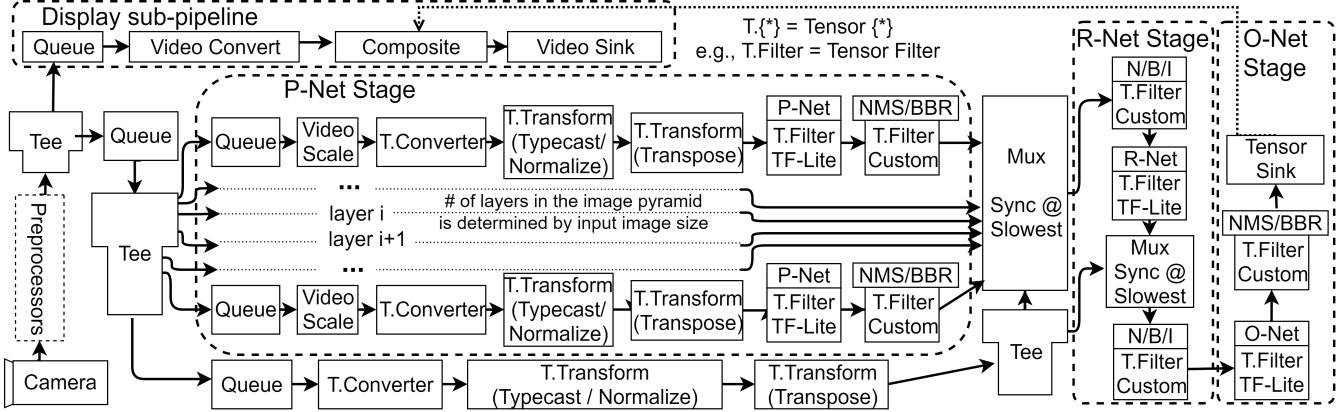 Display sub-pipeline
Queue
Video Convert
Composite
Video Sink
T.{*} = Tensor {*}
e.g., T.Filter = Tensor Filter
Tee
Queue
Preprocessors
Camera
Tee
P-Net Stage
Queue
Video
Scale
T.Converter
T.Transform
(Typecast/
Normalize)
T.Transform
(Transpose)
P-Net
T.Filter
TF-Lite
NMS/BBR
T.Filter
Custom
...
layer i
layer i+1
...
# of layers in the image pyramid
is determined by input image size
Queue
Video
Scale
T.Converter
T.Transform
(Typecast/
Normalize)
T.Transform
(Transpose)
P-Net
T.Filter
TF-Lite
NMS/BBR
T.Filter
Custom
Queue
T.Converter
T.Transform
(Typecast / Normalize)
T.Transform
(Transpose)
Mux
Sync @
Slowest
Tee
R-Net Stage
N/B/I
T.Filter
Custom
R-Net
T.Filter
TF-Lite
Mux
Sync @
Slowest
N/B/I
T.Filter
Custom
O-Net
Stage
Tensor
Sink
NMS/BBR
T.Filter
Custom
O-Net
T.Filter
TF-Lite